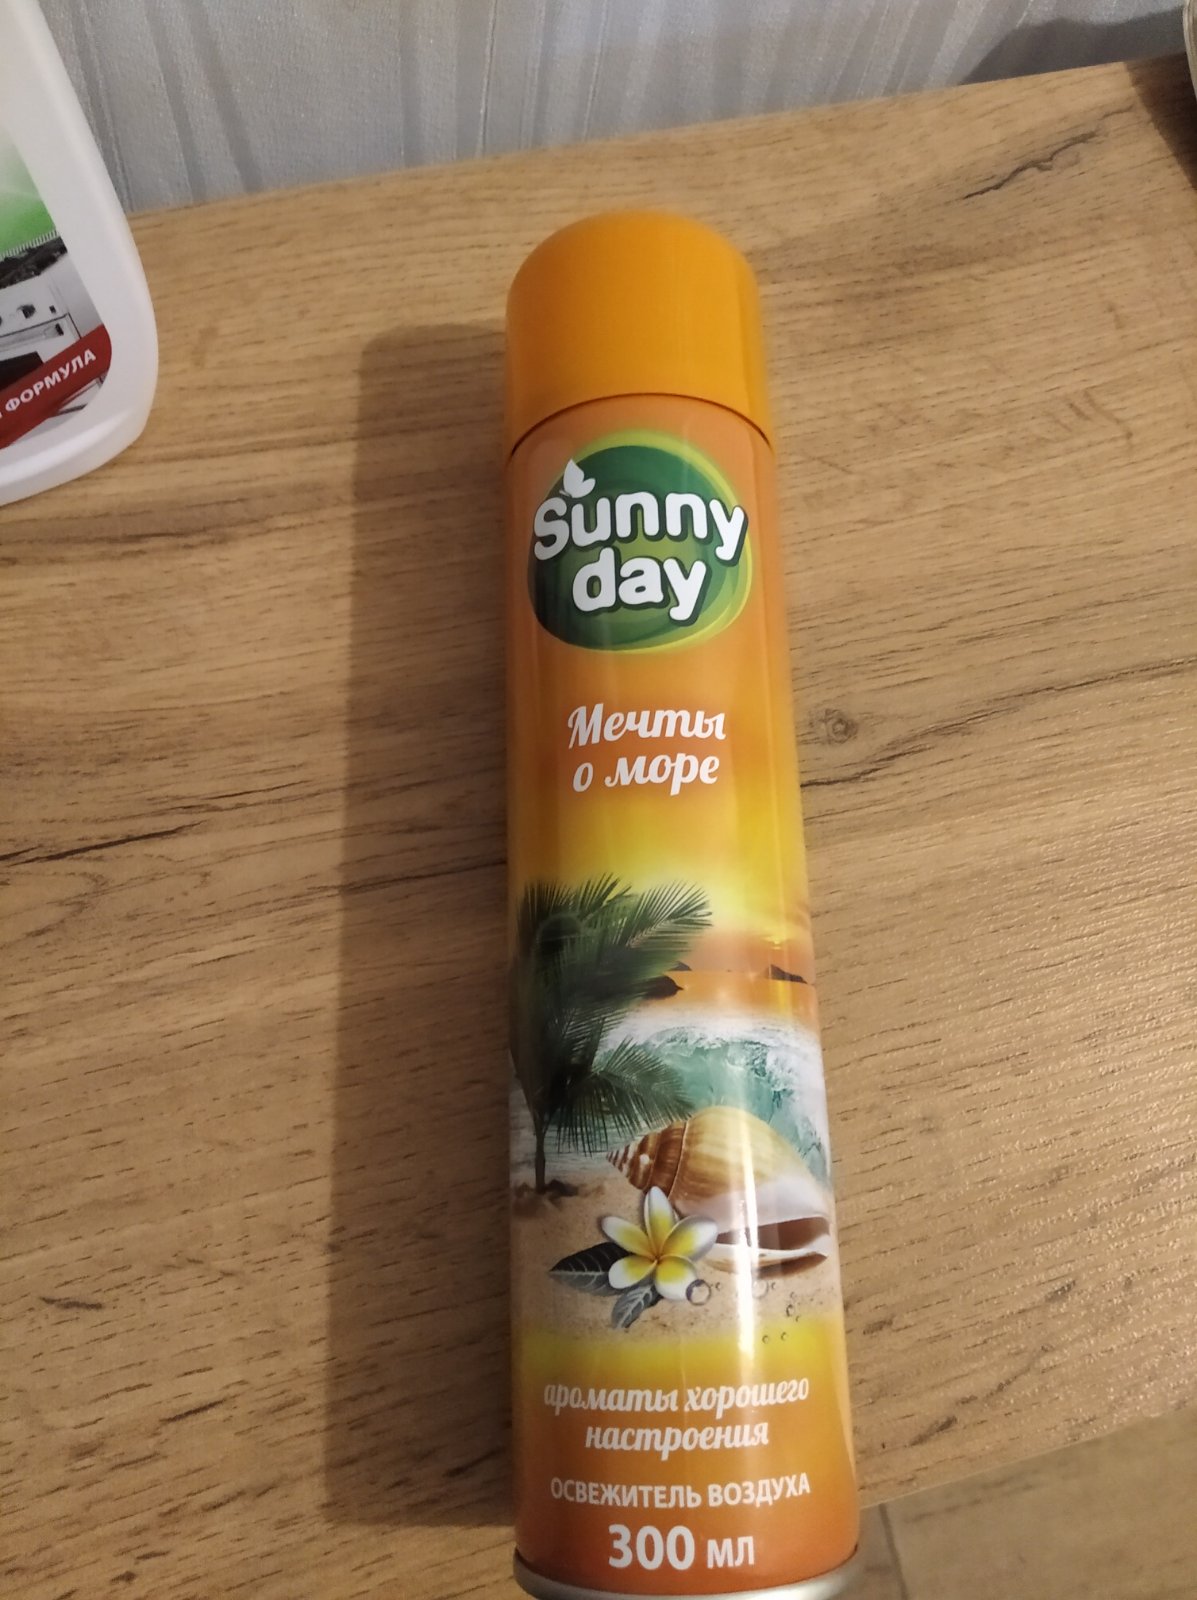 ФОРМУЛА
Sunny
day
Мечты
о море
ароматы хорошего
настроения
ОСВЕЖИТЕЛЬ ВОЗДУХА
300 МЛ